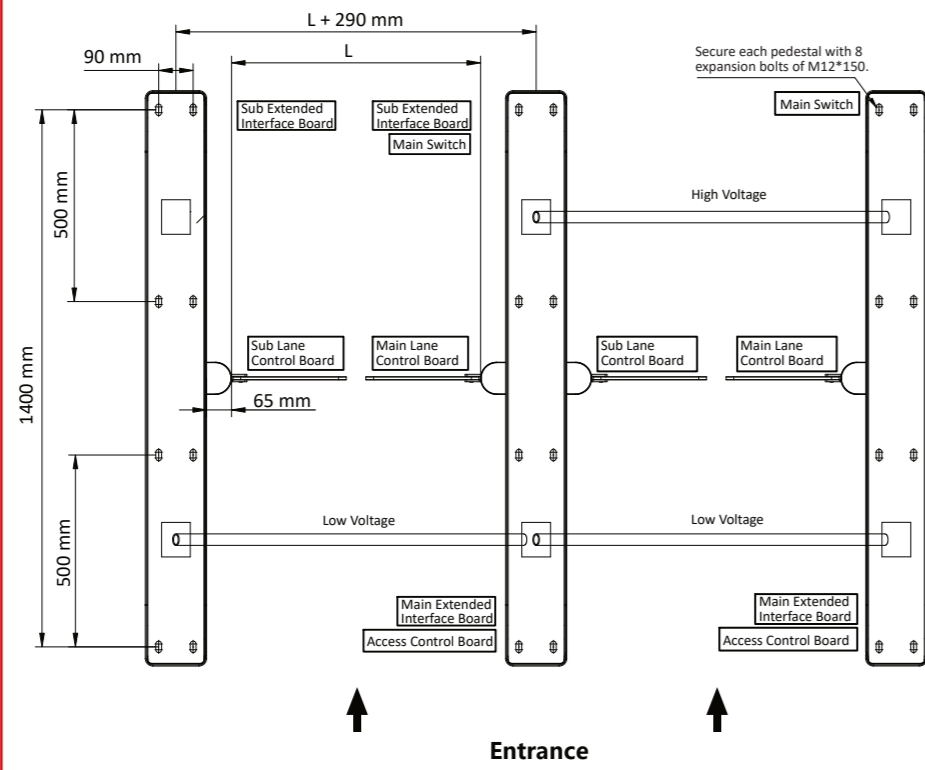 L + 290 mm
L
90 mm
Secure each pedestal with 8
expansion bolts of M12*150.
Sub Extended
Interface Board
Sub Extended
Interface Board
Main Switch
Main Switch
500 mm
High Voltage
1400 mm
Sub Lane
Control Board
Main Lane
Control Board
Sub Lane
Control Board
Main Lane
Control Board
65 mm
500 mm
Low Voltage
Low Voltage
Main Extended
Interface Board
Access Control Board
Main Extended
Interface Board
Access Control Board
Entrance